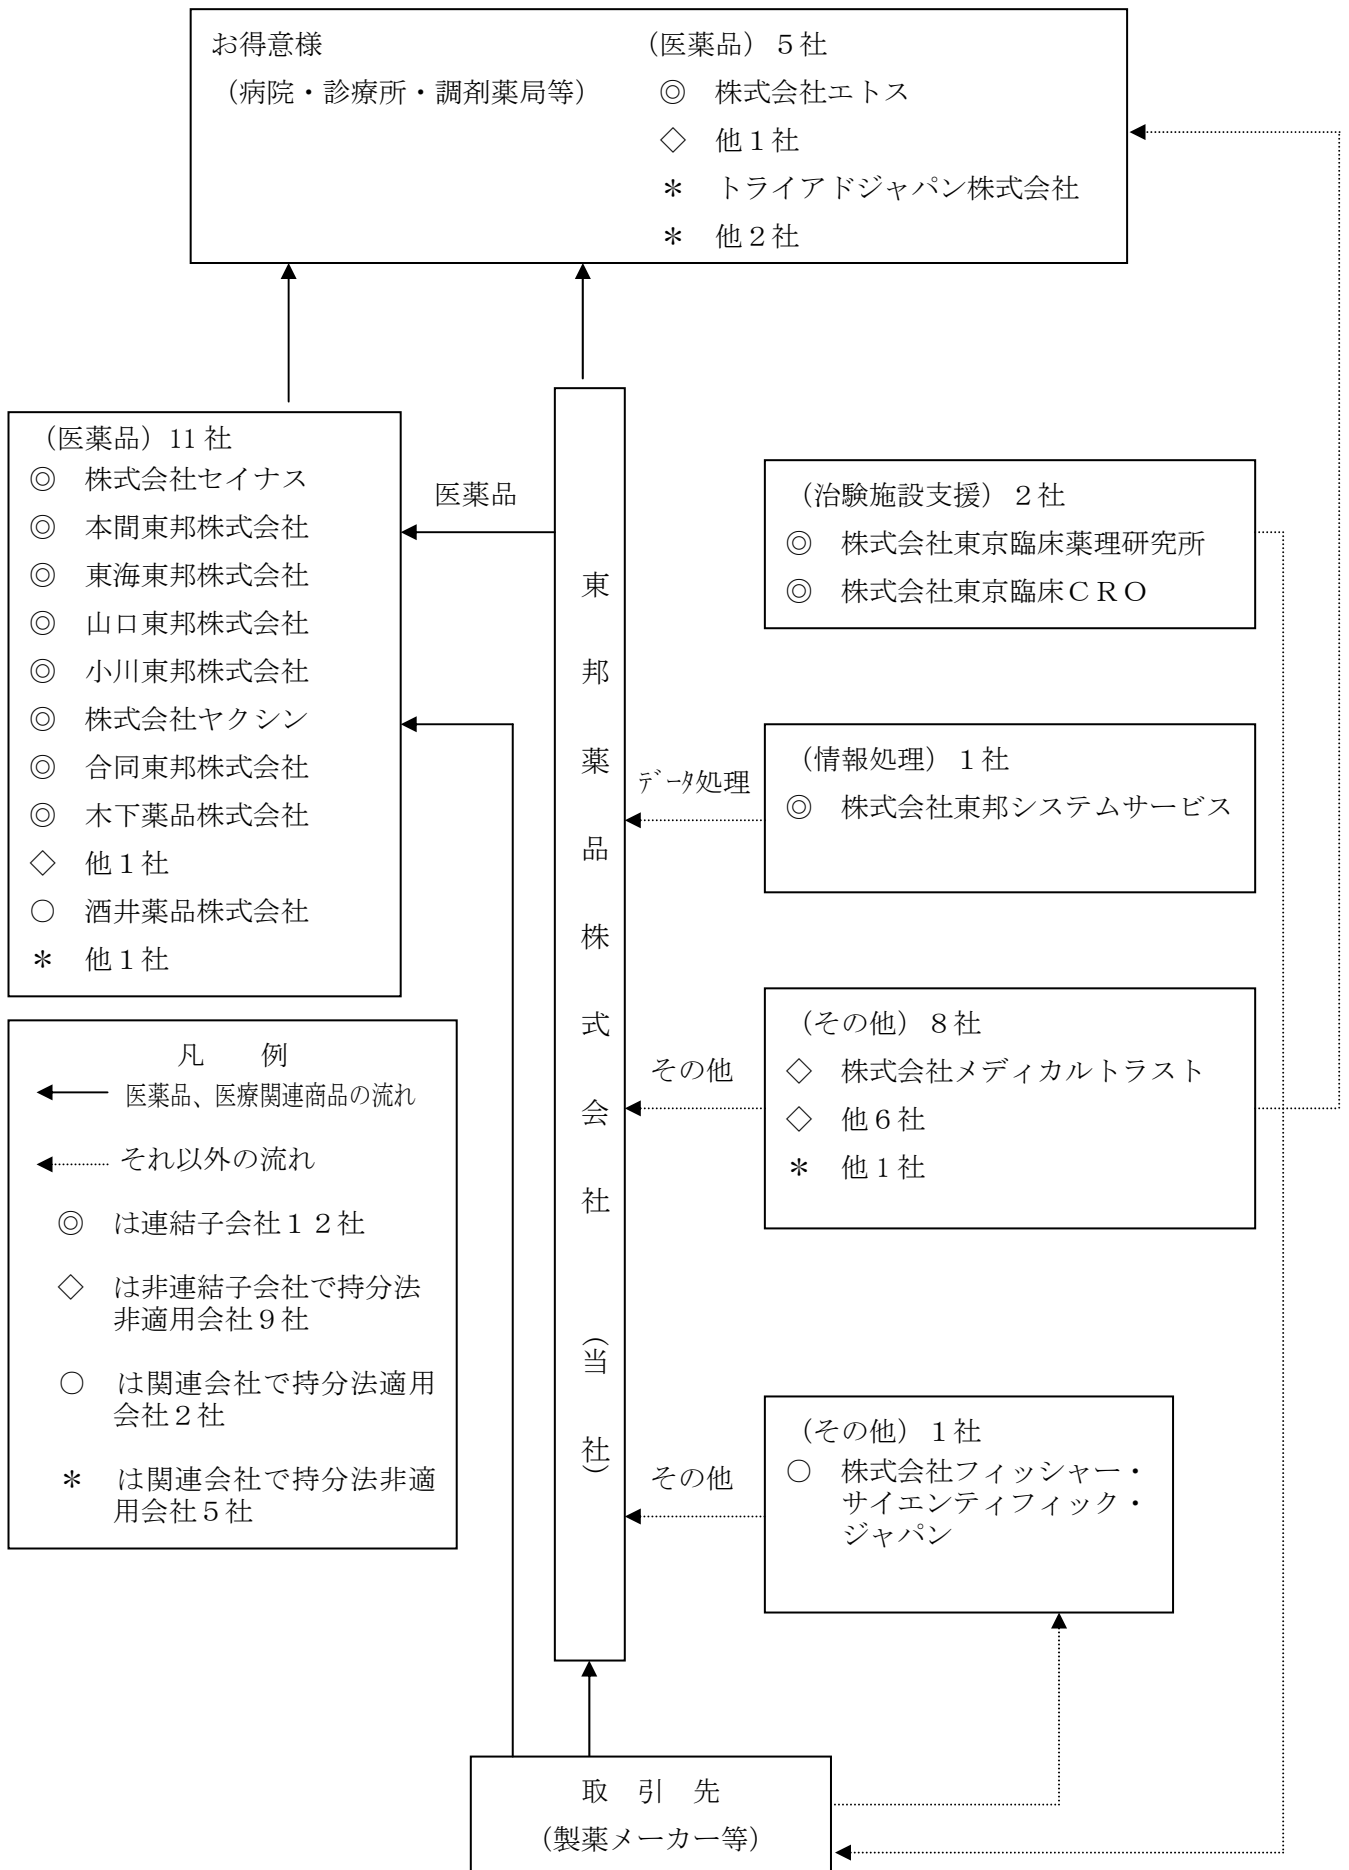 お得意様
（病院・診療所・調剤薬局等）
（医薬品）５社
◎ 株式会社エトス
◇ 他１社
＊ トライアドジャパン株式会社
＊ 他２社
（医薬品）11 社
◎ 株式会社セイナス
◎ 本間東邦株式会社
◎ 東海東邦株式会社
◎ 山口東邦株式会社
◎ 小川東邦株式会社
◎ 株式会社ヤクシン
◎ 合同東邦株式会社
◎ 木下薬品株式会社
◇ 他１社
○ 酒井薬品株式会社
＊ 他１社
医薬品
東邦薬品株式会社（当社）
（治験施設支援）２社
◎ 株式会社東京臨床薬理研究所
◎ 株式会社東京臨床ＣＲＯ
ﾃﾞｰﾀ処理
（情報処理）１社
◎ 株式会社東邦システムサービス
その他
（その他）８社
◇ 株式会社メディカルトラスト
◇ 他６社
＊ 他１社
その他
（その他）１社
○ 株式会社フィッシャー・
サイエンティフィック・
ジャパン
凡 例
医薬品、医療関連商品の流れ
それ以外の流れ
◎ は連結子会社１２社
◇ は非連結子会社で持分法
非適用会社９社
○ は関連会社で持分法適用
会社２社
＊ は関連会社で持分法非適
用会社５社
取 引 先
（製薬メーカー等）